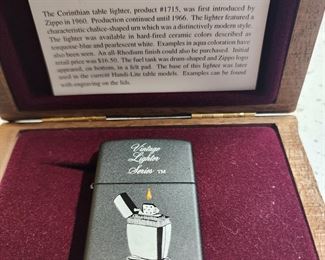 The Corinthian table lighter, product #1715, was first introduced by
Zippo in 1960. Production continued until 1966. The lighter featured a
characteristic chalice-shaped urn which was a distinctively modern style.
The lighter was available in hard-fired ceramic colors described as
turquoise-blue and pearlescent-white. Examples in aqua coloration have
also been seen. An all-Rhodium finish could also be purchased. Initial
retail price was $16.50. The fuel tank was drum-shaped and Zippo logo
appeared, on bottom, in a felt pad. The base of this lighter was later
used in the current Handi-Lite table models. Examples can be found
with engraving on the lids.
Vintage
Lighter
Series TM